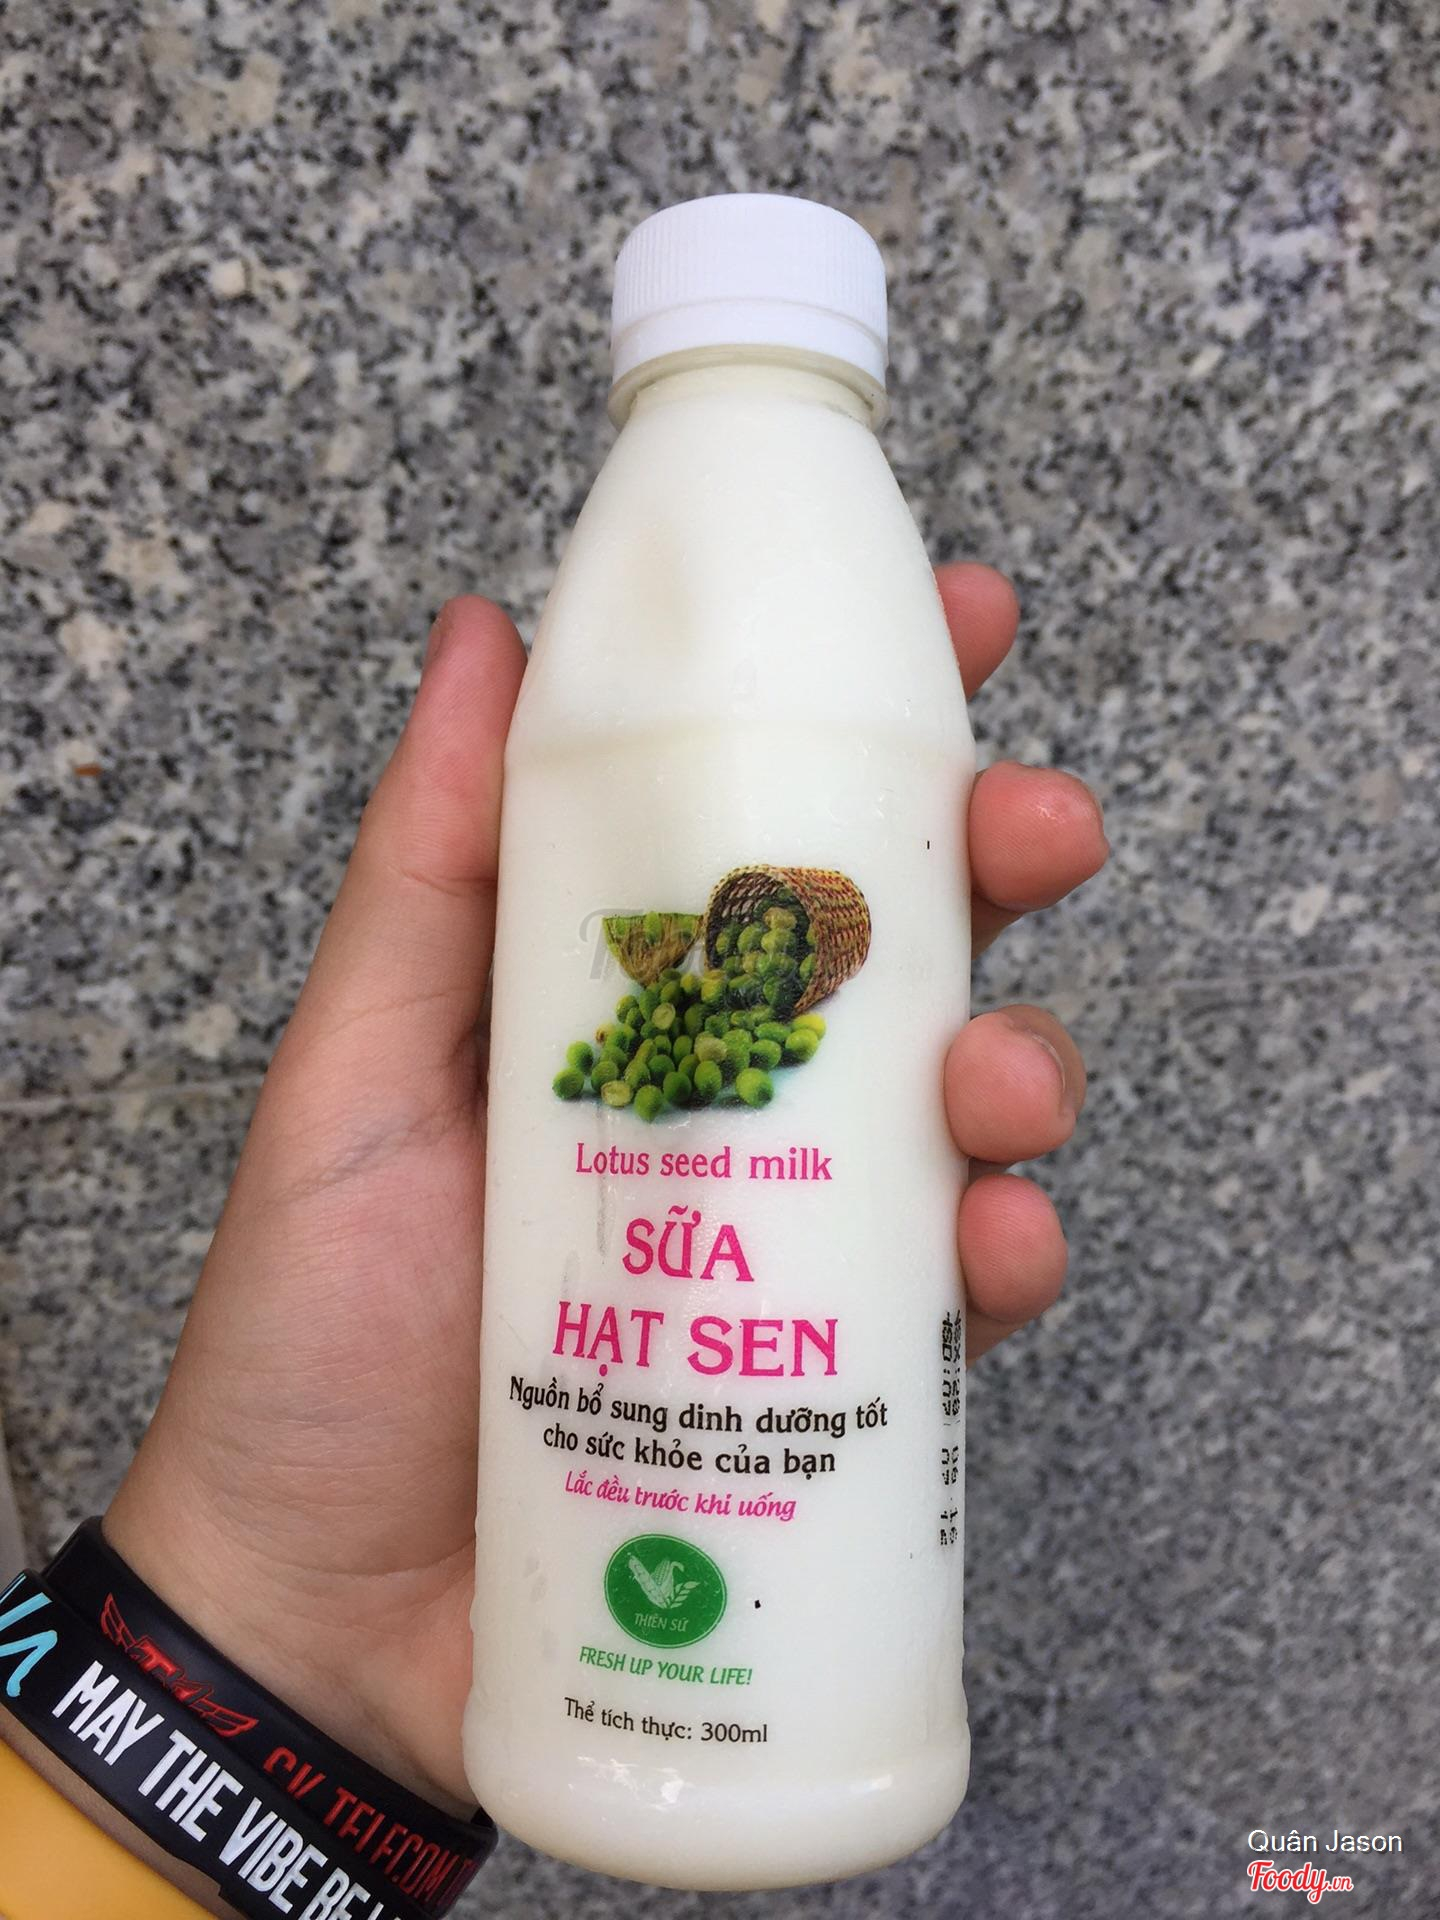 Lotus seed milk
SỮA
HẠT SEN
Nguồn bổ sung dinh dưỡng tốt
cho sức khỏe của bạn
Lắc đều trước khi uống
THIÊN SỨ
FRESH UP YOUR LIFE!
Thể tích thực: 300ml
SK TELECOM
MAY THE VIBE BE
Quân Jason
Foody.vn